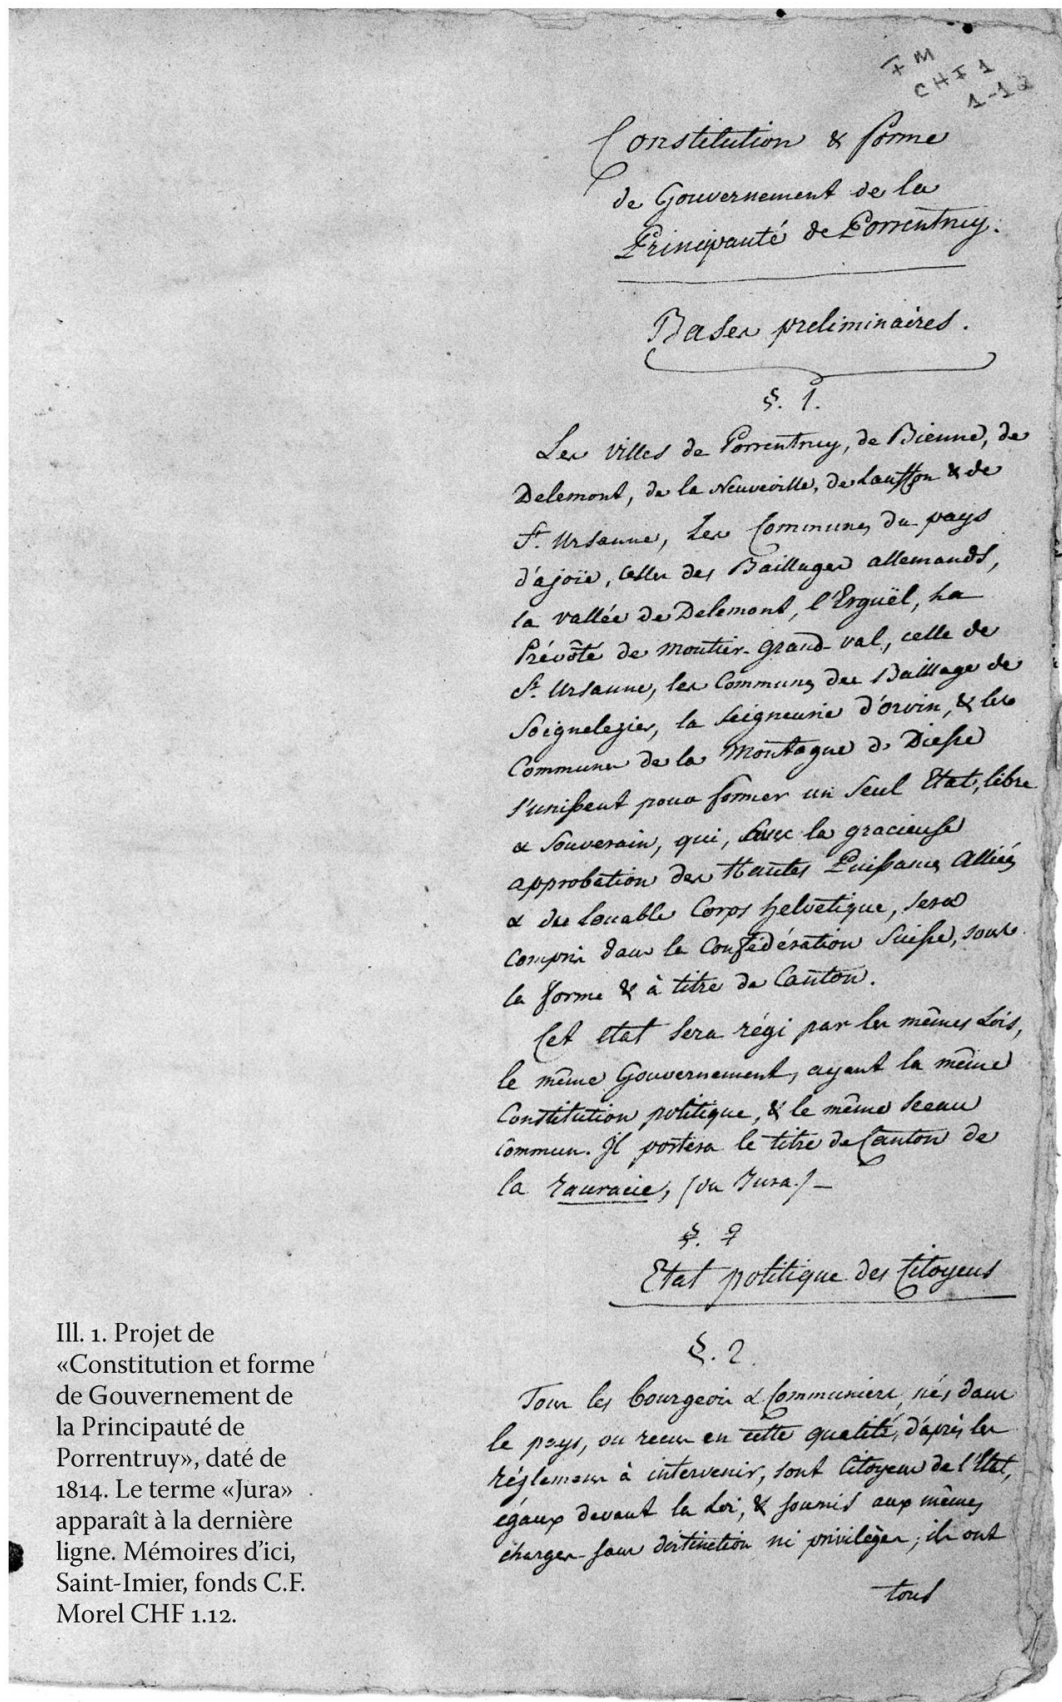 FM
CHF 1
1-12
Constitution & forme
de Gouvernement de la
Principauté de Porrentruy.
Bases preliminaires.
§. 1.
Les villes de Porrentruy, de Bienne, de
Delemont, de la Neuveville, de Lauffon & de
St. Ursanne, Les Communes du pays
d'ajoie, celles des Baillages allemands,
la vallée de Delemont, l'Erguël, La
Prévôté de Moutier-Grand-val, celle de
St. Ursanne, les Communes du Baillage de
Seignelegier, la Seigneurie d'orvin, & les
Communes de la Montagne de Diesse
s'unissent pour former un seul Etat, libre
& Souverain, qui, avec la gracieuse
approbation des Hautes Puissances Alliées
& du louable Corps helvetique, sera
compris dans la Confédération Suisse, sous
la forme & à titre de Canton.
Cet état sera régi par les mêmes Lois,
le même Gouvernement, ayant la même
Constitution politique, & le même sceau
commun. Il portera le titre de Canton de
la rauracie, (ou Jura.) —
§.
Etat politique des Citoyens
§. 2.
Tous les bourgeois & Communiers, nés dans
le pays, ou recus en cette qualité, d'après les
réglemens à intervenir, sont Citoyens de l'Etat,
égaux devant la Loi, & soumis aux mêmes
charges sans distinction ni privilèges; ils ont
tous
Ill. 1. Projet de
«Constitution et forme
de Gouvernement de
la Principauté de
Porrentruy», daté de
1814. Le terme «Jura»
apparaît à la dernière
ligne. Mémoires d'ici,
Saint-Imier, fonds C.F.
Morel CHF 1.12.